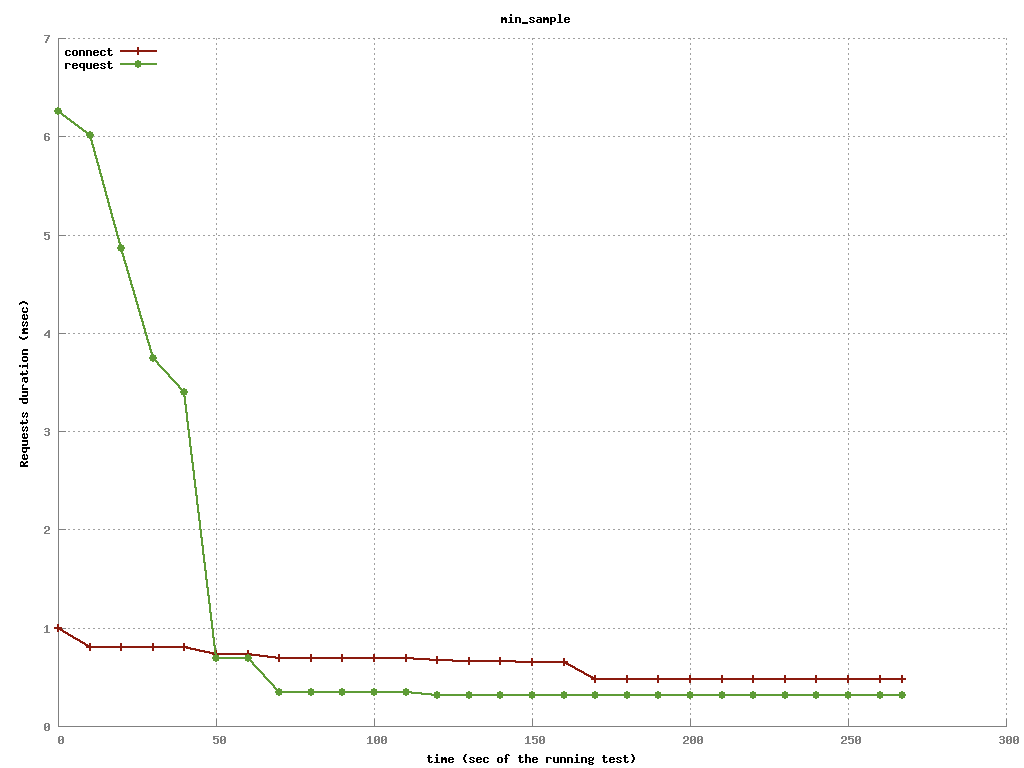 min_sample
7
connect
request
6
5
4
3
2
1
0
Requests duration (msec)
0 50 100 150 200 250 300
time (sec of the running test)